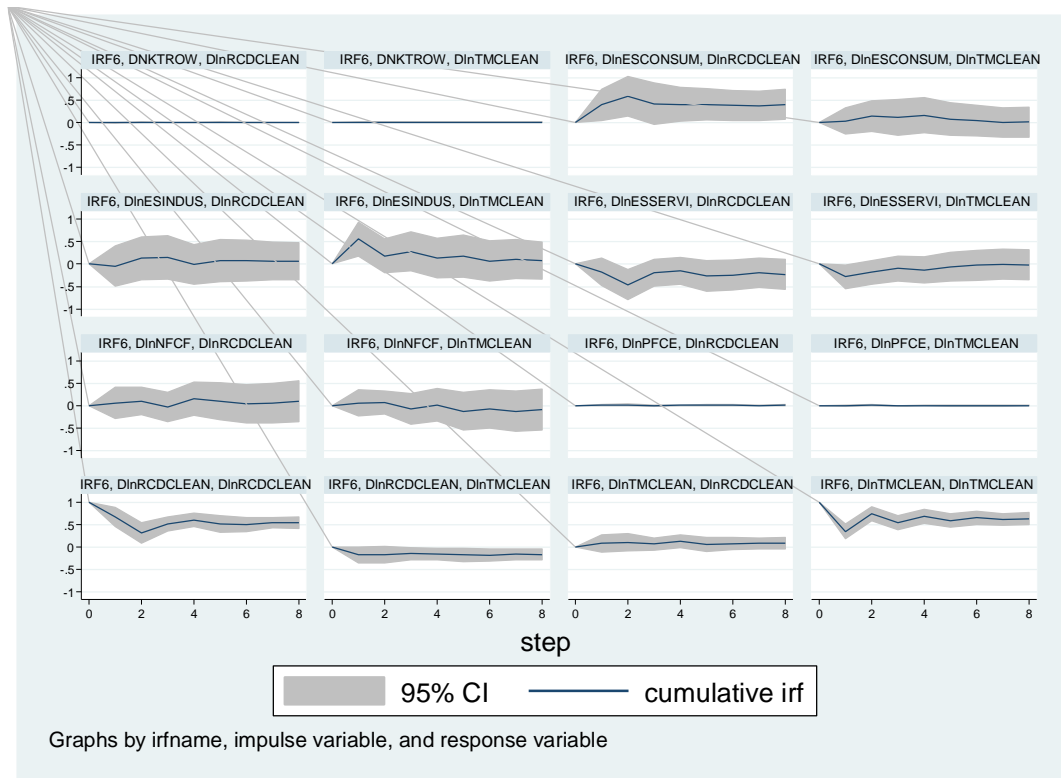 IRF6, DNKTROW, DlnRCDCLEAN
IRF6, DNKTROW, DlnTMCLEAN
IRF6, DlnESCONSUM, DlnRCDCLEAN
IRF6, DlnESCONSUM, DlnTMCLEAN
1
.5
0
-.5
-1
IRF6, DlnESINDUS, DlnRCDCLEAN
IRF6, DlnESINDUS, DlnTMCLEAN
IRF6, DlnESSERVI, DlnRCDCLEAN
IRF6, DlnESSERVI, DlnTMCLEAN
1
.5
0
-.5
-1
IRF6, DlnNFCF, DlnRCDCLEAN
IRF6, DlnNFCF, DlnTMCLEAN
IRF6, DlnPFCE, DlnRCDCLEAN
IRF6, DlnPFCE, DlnTMCLEAN
1
.5
0
-.5
-1
IRF6, DlnRCDCLEAN, DlnRCDCLEAN
IRF6, DlnRCDCLEAN, DlnTMCLEAN
IRF6, DlnTMCLEAN, DlnRCDCLEAN
IRF6, DlnTMCLEAN, DlnTMCLEAN
1
.5
0
-.5
-1
0 2 4 6 8
0 2 4 6 8
0 2 4 6 8
0 2 4 6 8
step
95% CI
cumulative irf
Graphs by irfname, impulse variable, and response variable